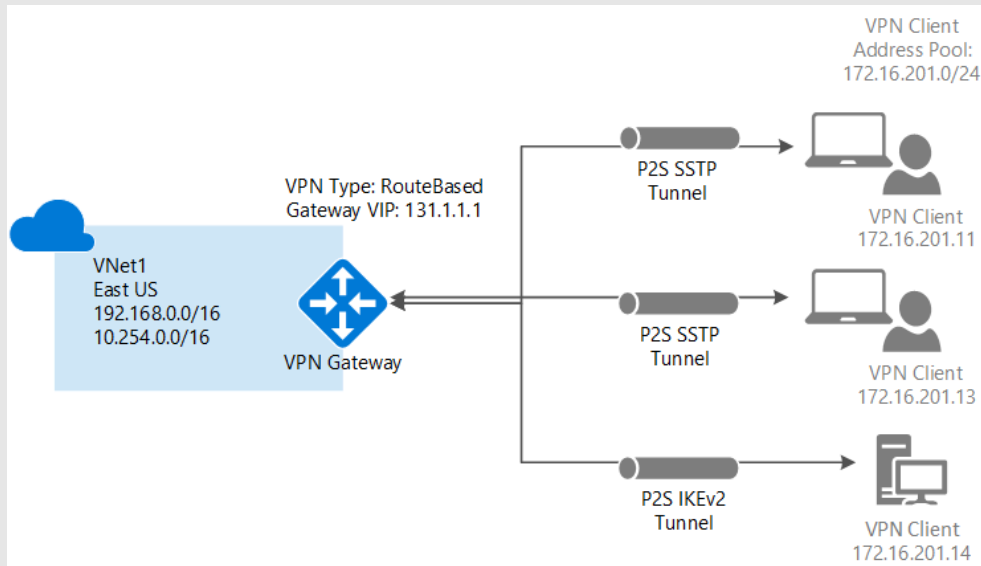 VPN Client
Address Pool:
172.16.201.0/24
P2S SSTP
Tunnel
VPN Type: RouteBased
Gateway VIP: 131.1.1.1
VPN Client
172.16.201.11
VNet1
East US
192.168.0.0/16
10.254.0.0/16
VPN Gateway
P2S SSTP
Tunnel
VPN Client
172.16.201.13
P2S IKEv2
Tunnel
VPN Client
172.16.201.14